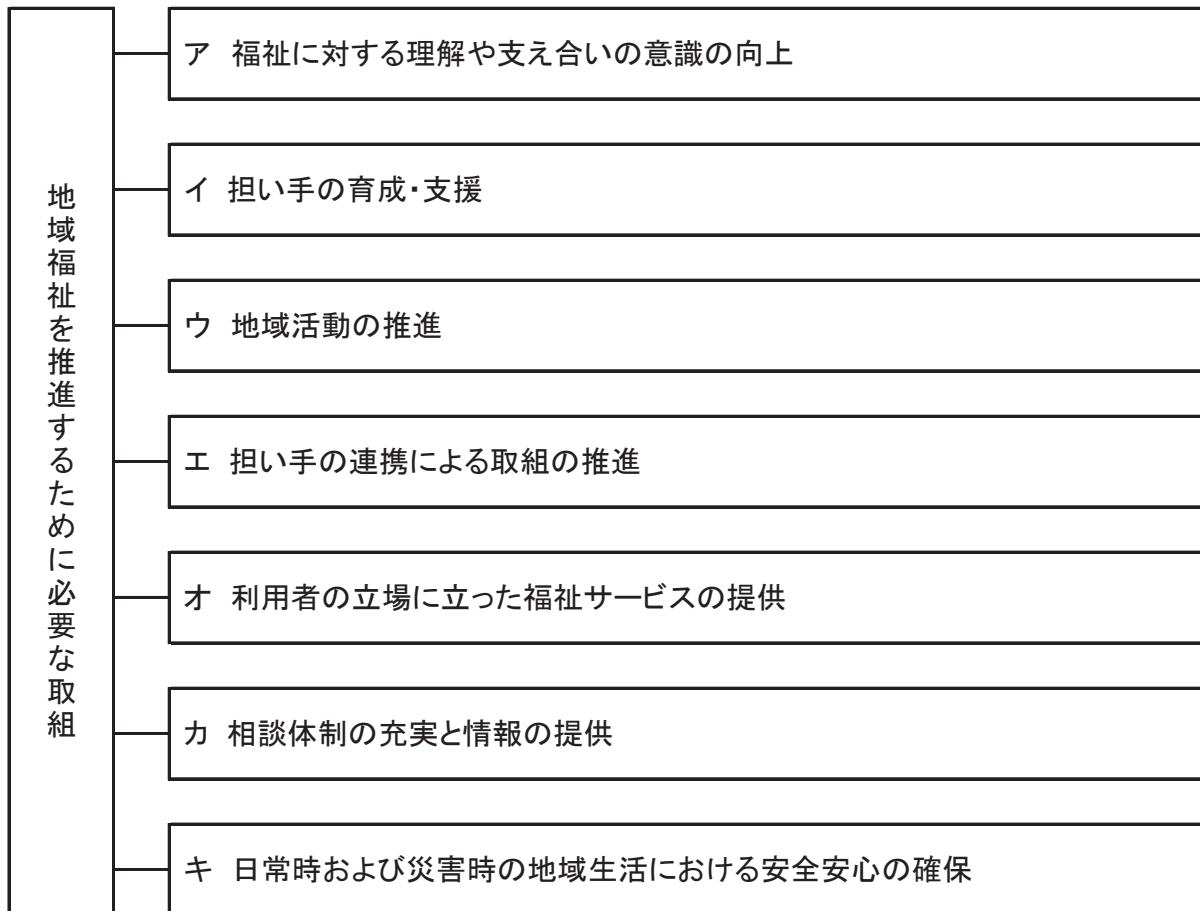 地域福祉を推進するために必要な取組
ア 福祉に対する理解や支え合いの意識の向上
イ 担い手の育成・支援
ウ 地域活動の推進
エ 担い手の連携による取組の推進
オ 利用者の立場に立った福祉サービスの提供
カ 相談体制の充実と情報の提供
キ 日常時および災害時の地域生活における安全安心の確保